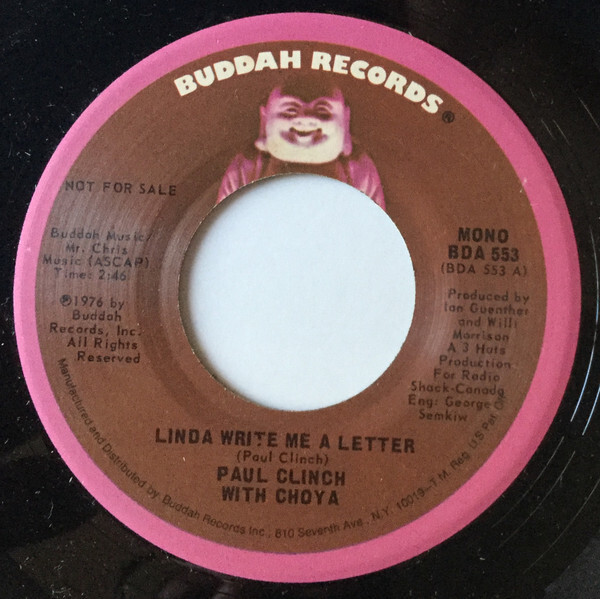 BUDDAH RECORDS®
NOT FOR SALE
Buddah Music/
Mr. Chris
Music (ASCAP)
Time: 2:46
℗1976 by
Buddah
Records, Inc.
All Rights
Reserved
MONO
BDA 553
(BDA 553 A)
Produced by
Ian Guenther
and Willi
Morrison
A 3 Hats
Production
For Radio
Shack-Canada
Eng: George
Semkiw
LINDA WRITE ME A LETTER
(Paul Clinch)
PAUL CLINCH
WITH CHOYA
Manufactured and Distributed by Buddah Records Inc., 810 Seventh Ave., N.Y. 10019–T.M. Reg. U.S. Pat. Of